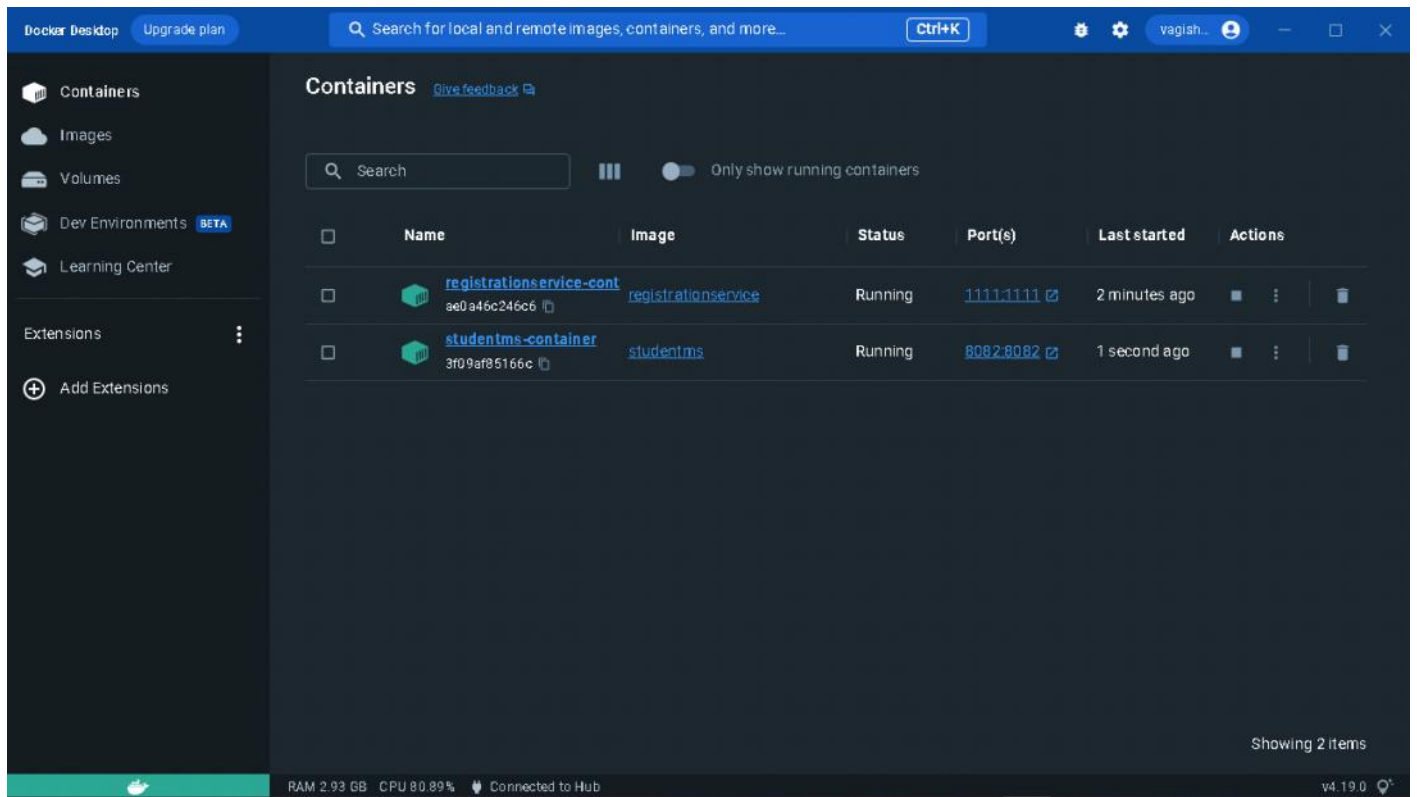 Docker Desktop Upgrade plan Search for local and remote images, containers, and more... Ctrl+K vagish..
Containers
Images
Volumes
Dev Environments BETA
Learning Center
Extensions
Add Extensions
Containers Give feedback
Search Only show running containers
Name Image Status Port(s) Last started Actions
registrationservice-cont registrationservice Running 1111:1111 2 minutes ago
ae0a46c246c6
studentms-container studentms Running 8082:8082 1 second ago
3f09af85166c
Showing 2 items
RAM 2.93 GB CPU 80.89% Connected to Hub v4.19.0